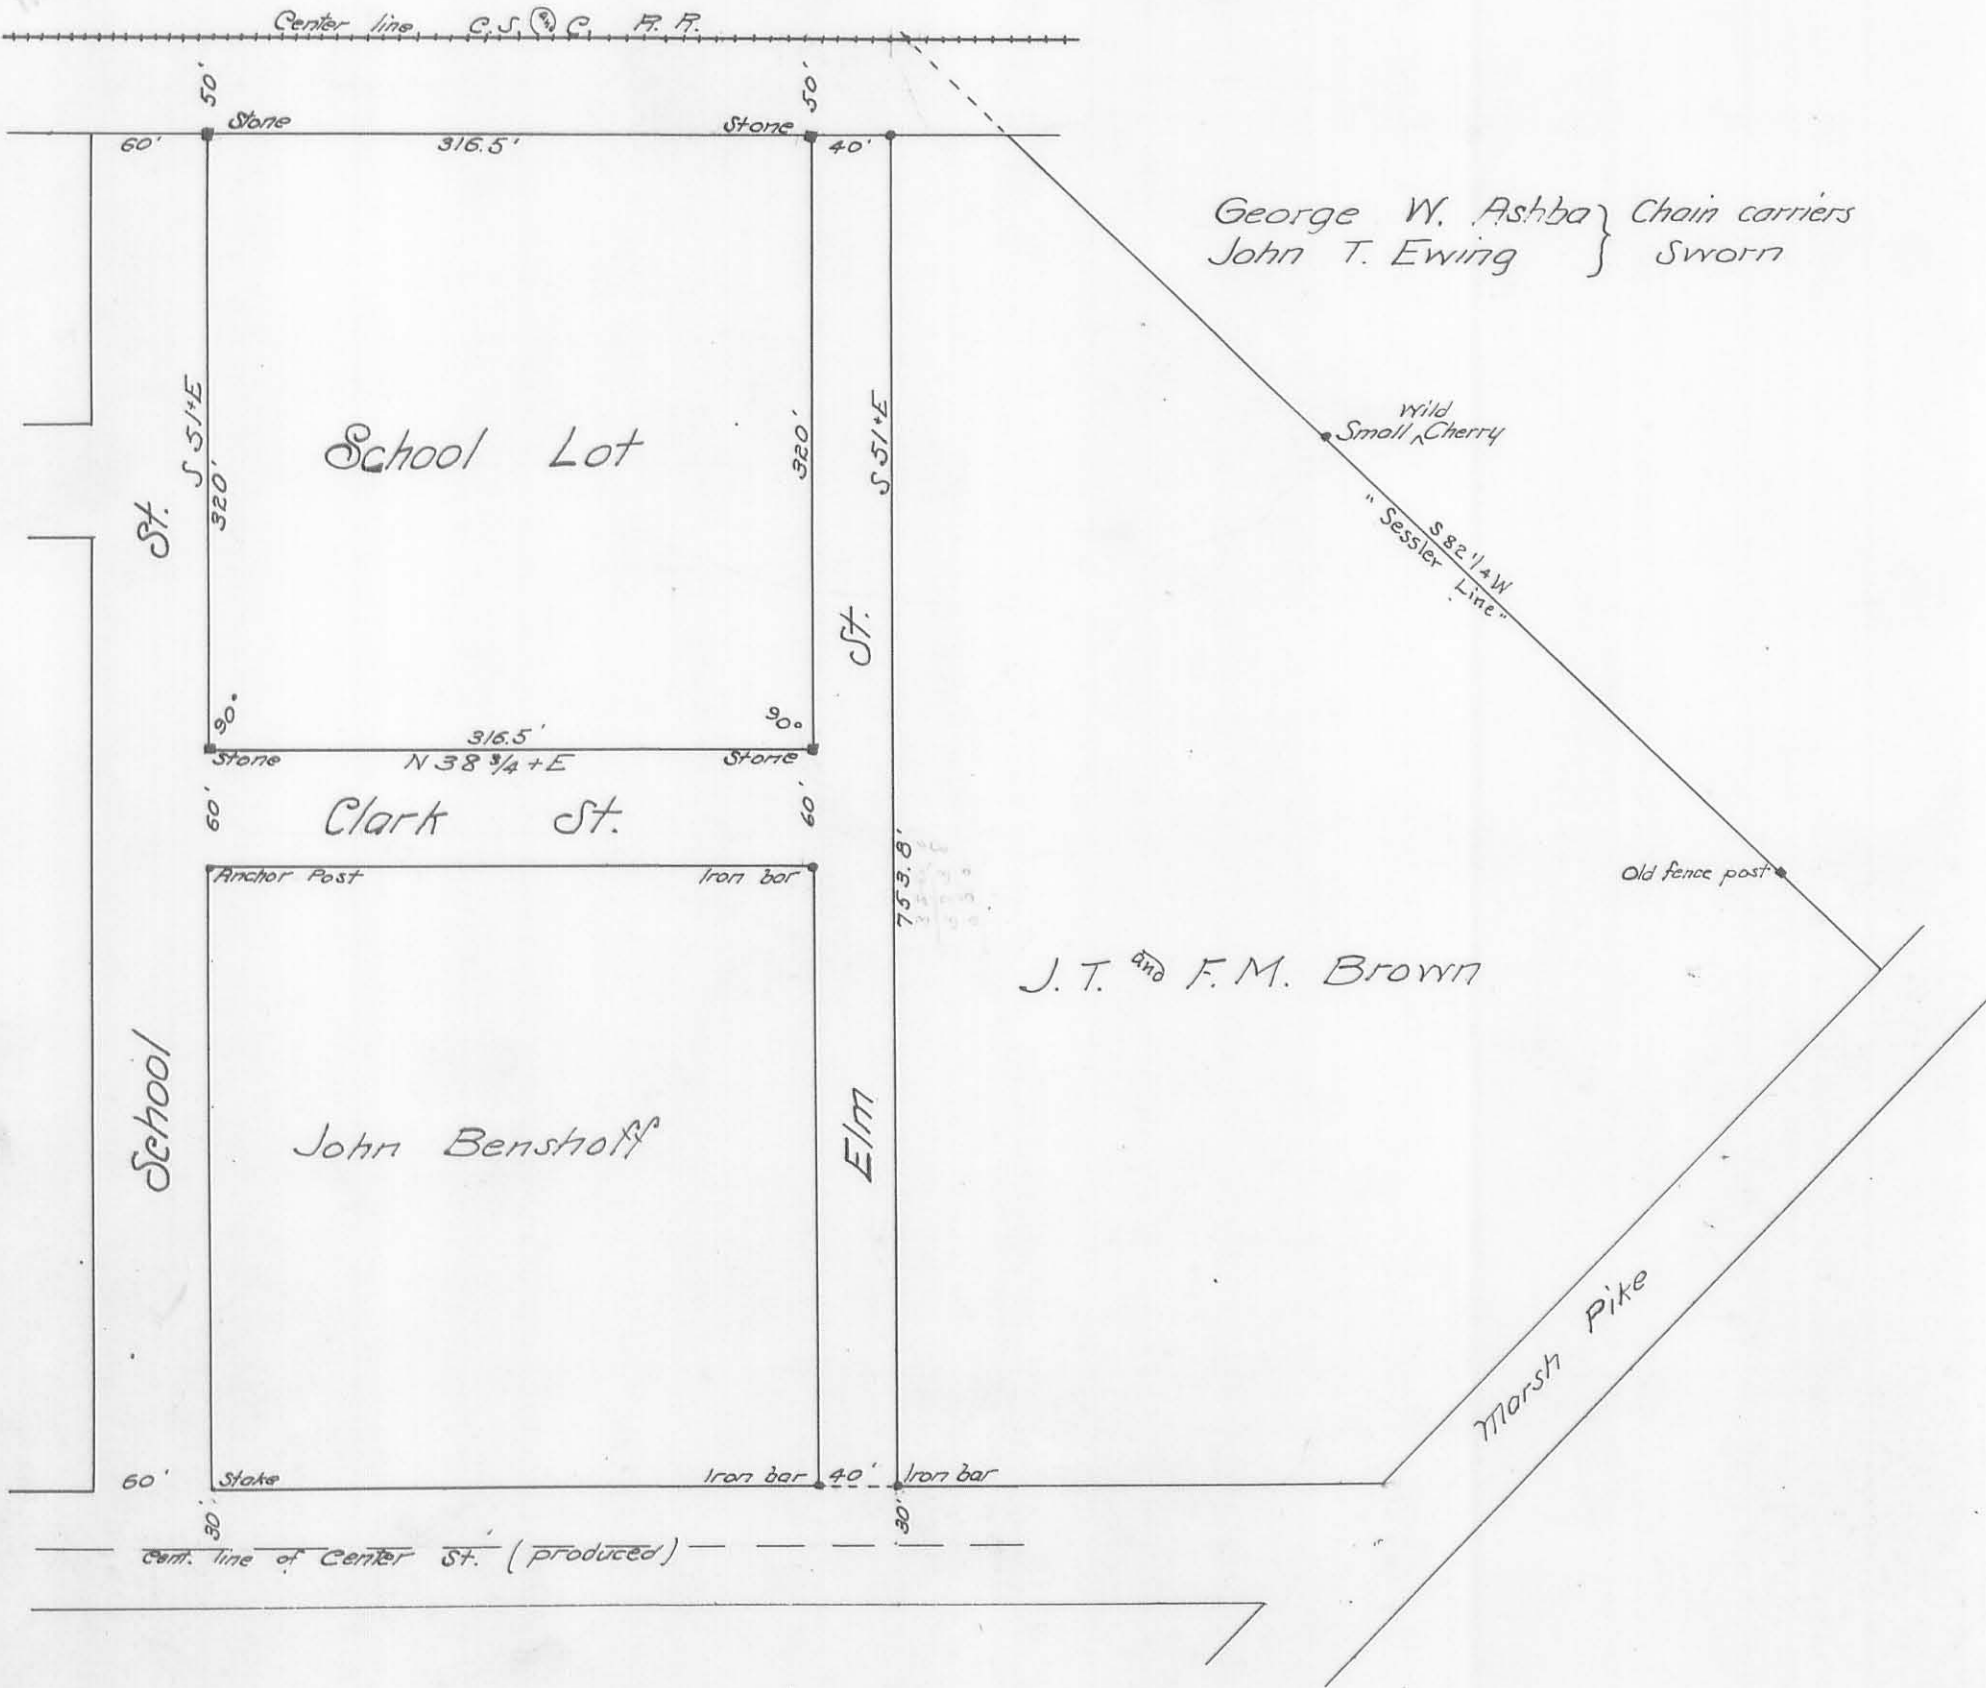 Center line C.S. and C. R. R.
50'
50'
Stone
Stone
60'
316.5'
40'
George W. Ashba } Chain carriers
John T. Ewing } Sworn
S 51+E
320'
School Lot
320'
S 51+E
Wild
Small ^ Cherry
S 82 1/4 W
"Sessler Line"
St.
St.
90°
90°
316.5'
Stone
N 38 3/4 + E
Stone
60'
Clark St.
60'
753.8'
Anchor Post
Iron bar
Old fence post
J.T. and F.M. Brown
School
John Benshoff
Elm
Marsh Pike
60'
Stake
Iron bar
40'
Iron bar
30'
30'
cent. line of Center St. (produced)